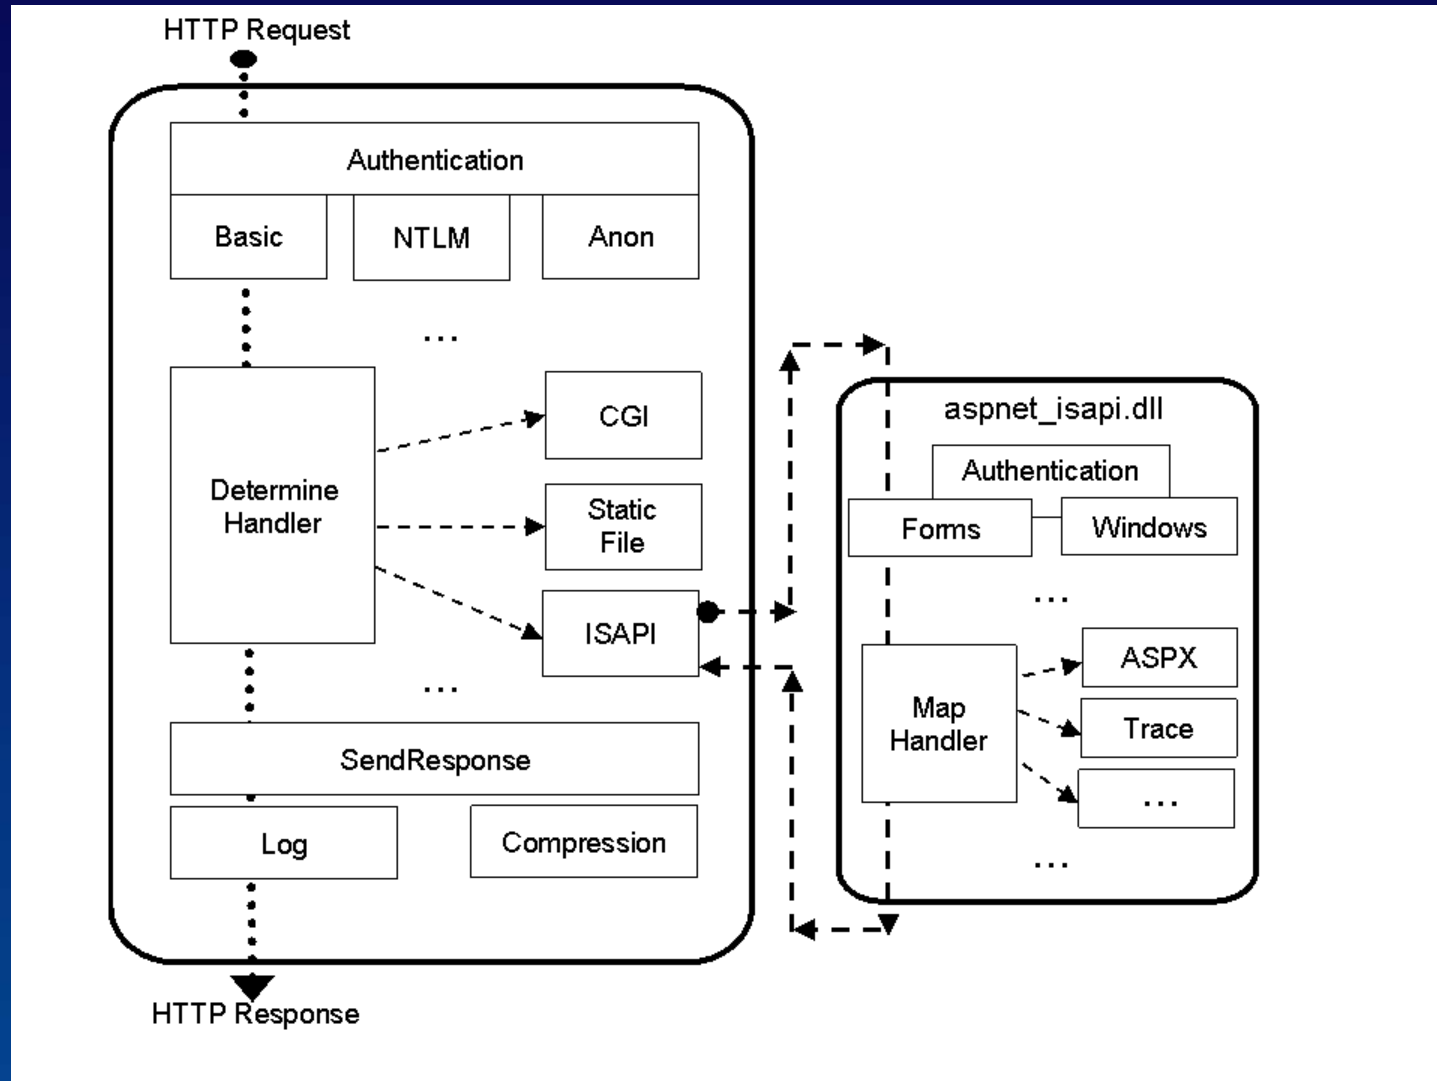 HTTP Request
Authentication
Basic
NTLM
Anon
...
Determine
Handler
CGI
Static
File
ISAPI
...
SendResponse
Log
Compression
HTTP Response
aspnet_isapi.dll
Authentication
Forms
Windows
...
Map
Handler
ASPX
Trace
...
...